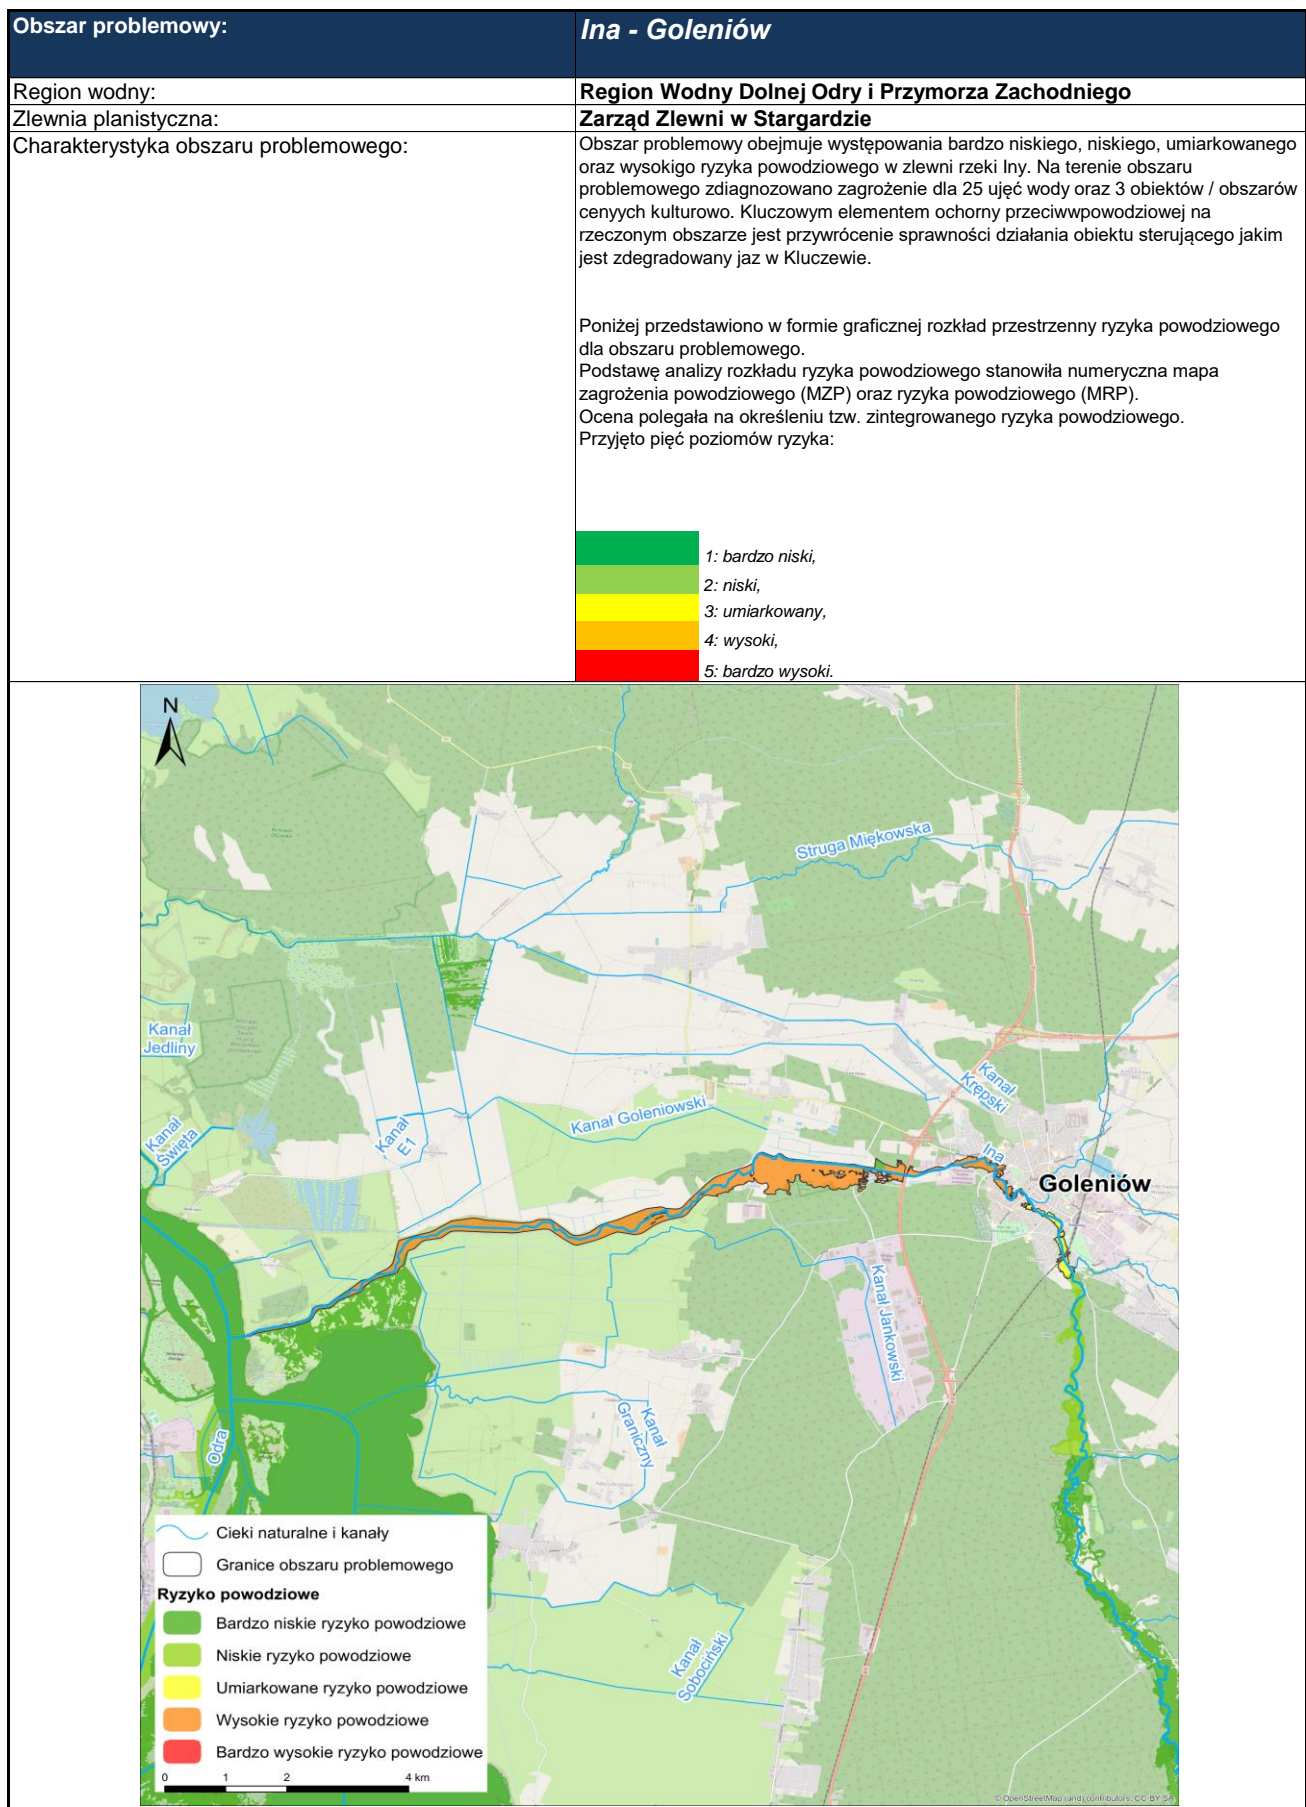 Obszar problemowy:
Ina - Goleniów
Region wodny:
Region Wodny Dolnej Odry i Przymorza Zachodniego
Zlewnia planistyczna:
Zarząd Zlewni w Stargardzie
Charakterystyka obszaru problemowego:
Obszar problemowy obejmuje występowania bardzo niskiego, niskiego, umiarkowanego
oraz wysokigo ryzyka powodziowego w zlewni rzeki Iny. Na terenie obszaru
problemowego zdiagnozowano zagrożenie dla 25 ujęć wody oraz 3 obiektów / obszarów
cenyych kulturowo. Kluczowym elementem ochorny przeciwwpowodziowej na
rzeczonym obszarze jest przywrócenie sprawności działania obiektu sterującego jakim
jest zdegradowany jaz w Kluczewie.
Poniżej przedstawiono w formie graficznej rozkład przestrzenny ryzyka powodziowego
dla obszaru problemowego.
Podstawę analizy rozkładu ryzyka powodziowego stanowiła numeryczna mapa
zagrożenia powodziowego (MZP) oraz ryzyka powodziowego (MRP).
Ocena polegała na określeniu tzw. zintegrowanego ryzyka powodziowego.
Przyjęto pięć poziomów ryzyka:
1: bardzo niski,
2: niski,
3: umiarkowany,
4: wysoki,
5: bardzo wysoki.
N
Struga Miękowska
Kanał
Jedliny
Kanał
Krępski
Kanał Goleniowski
Kanał
Święta
Kanał
E1
Ina
Goleniów
Kanał Jankowski
Kanał
Graniczny
Odra
Kanał
Sobociński
Cieki naturalne i kanały
Granice obszaru problemowego
Ryzyko powodziowe
Bardzo niskie ryzyko powodziowe
Niskie ryzyko powodziowe
Umiarkowane ryzyko powodziowe
Wysokie ryzyko powodziowe
Bardzo wysokie ryzyko powodziowe
0 1 2 4 km
© OpenStreetMap (and) contributors, CC-BY-SA